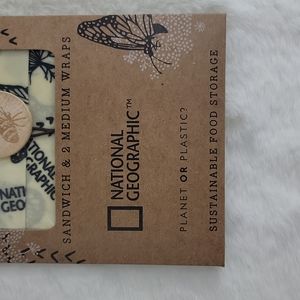 SANDWICH & 2 MEDIUM WRAPS
NATIONAL
GEOGRAPHIC
NATIONAL
GEOGRAPHIC™
PLANET OR PLASTIC?
SUSTAINABLE FOOD STORAGE